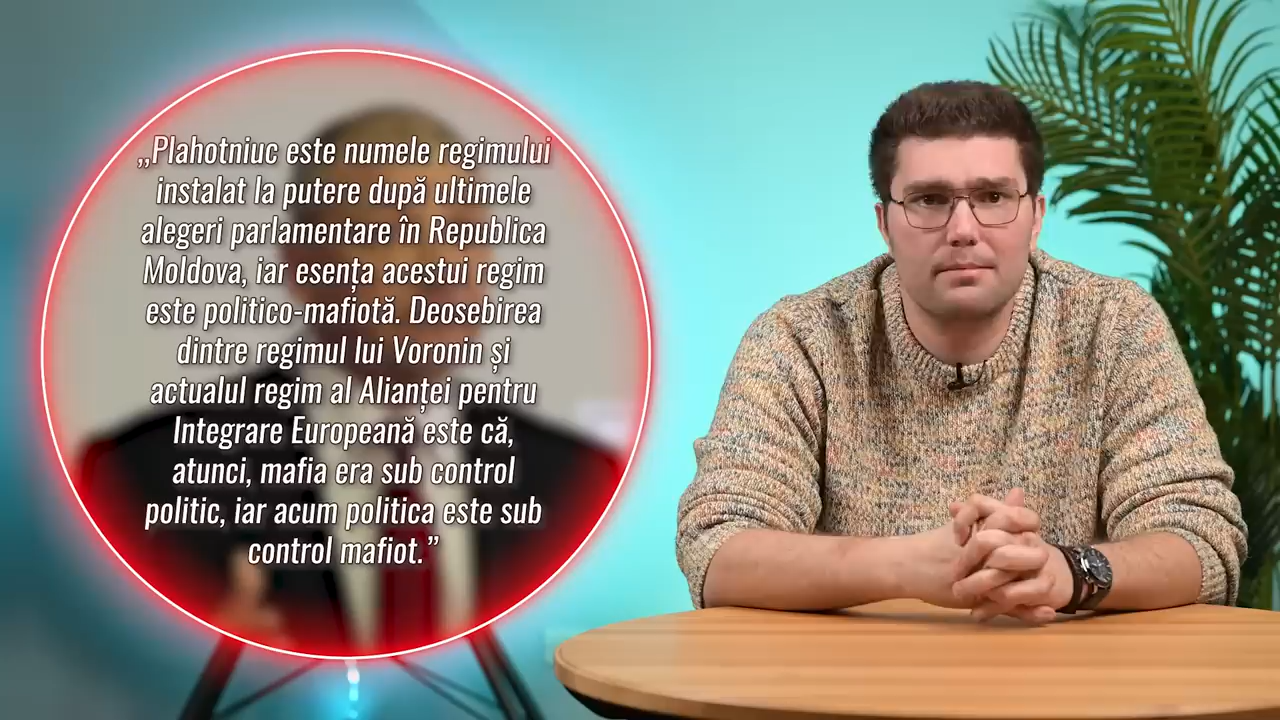 „Plahotniuc este numele regimului
instalat la putere după ultimele
alegeri parlamentare în Republica
Moldova, iar esența acestui regim
este politico-mafiotă. Deosebirea
dintre regimul lui Voronin și
actualul regim al Alianței pentru
Integrare Europeană este că,
atunci, mafia era sub control
politic, iar acum politica este sub
control mafiot.”